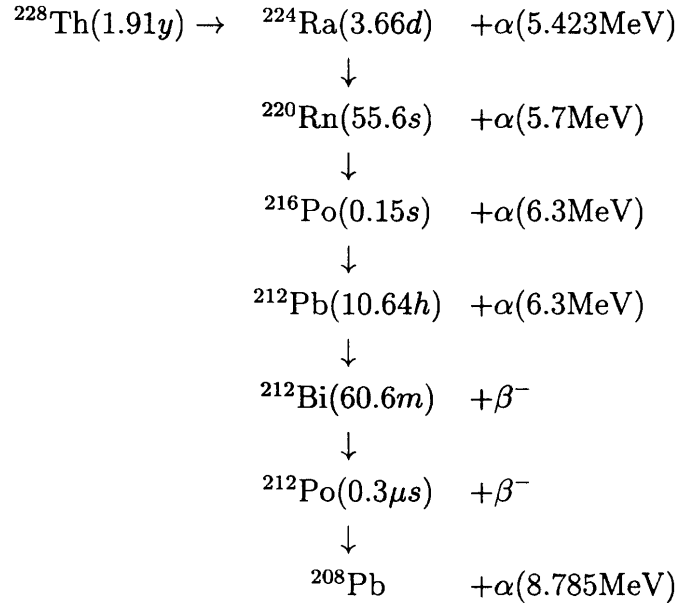 ²²⁸Th(1.91y) → ²²⁴Ra(3.66d) +α(5.423MeV)
↓
²²⁰Rn(55.6s) +α(5.7MeV)
↓
²¹⁶Po(0.15s) +α(6.3MeV)
↓
²¹²Pb(10.64h) +α(6.3MeV)
↓
²¹²Bi(60.6m) +β⁻
↓
²¹²Po(0.3μs) +β⁻
↓
²⁰⁸Pb +α(8.785MeV)